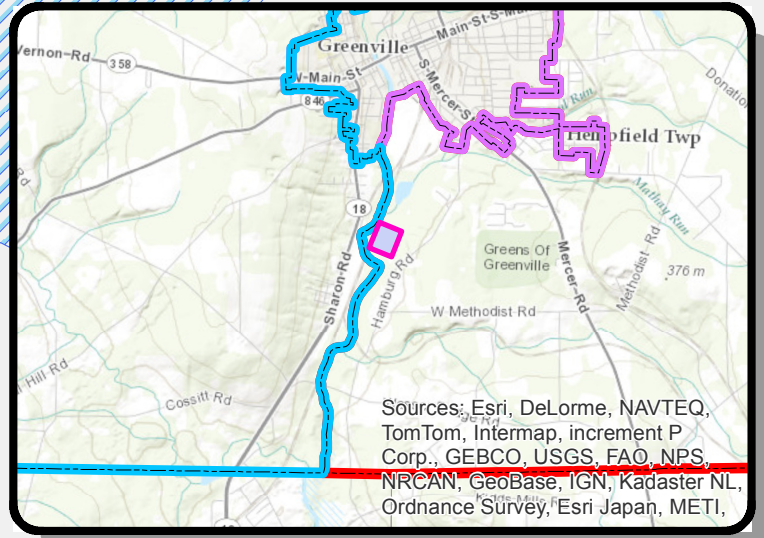 Greenville
Main-St-S-Ma
Vernon-Rd
358
W-Main-St
846
S-Mercer-St
Donation
Run
Hempfield Twp
Rd
Mathay Run
18
Greens Of
Greenville
Mercer-Rd
Methodist-Rd
376 m
Sharon-Rd
Hamburg Rd
W Methodist Rd
Hill-Rd
Cossitt Rd
Sources: Esri, DeLorme, NAVTEQ,
TomTom, Intermap, increment P
Corp., GEBCO, USGS, FAO, NPS,
NRCAN, GeoBase, IGN, Kadaster NL,
Ordnance Survey, Esri Japan, METI,